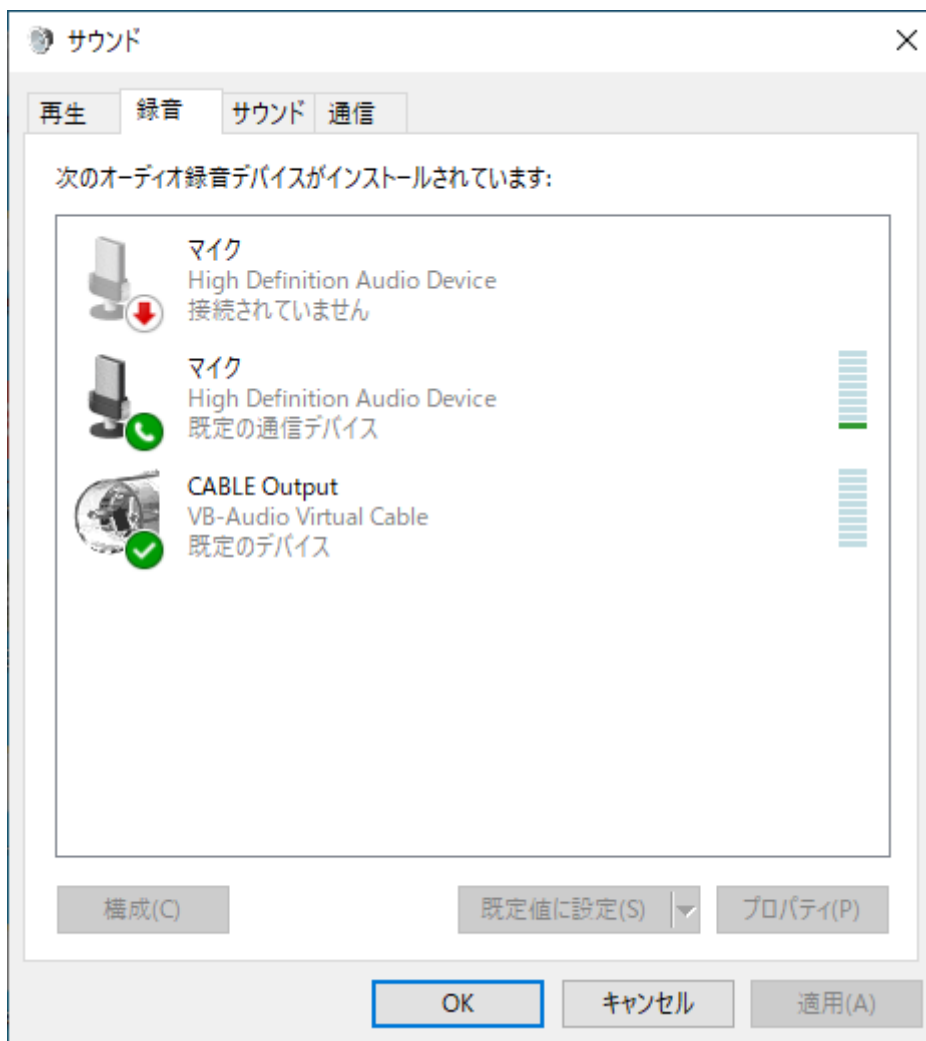 サウンド
再生 録音 サウンド 通信
次のオーディオ録音デバイスがインストールされています:
マイク
High Definition Audio Device
接続されていません
マイク
High Definition Audio Device
既定の通信デバイス
CABLE Output
VB-Audio Virtual Cable
既定のデバイス
構成(C) 既定値に設定(S) プロパティ(P)
OK キャンセル 適用(A)